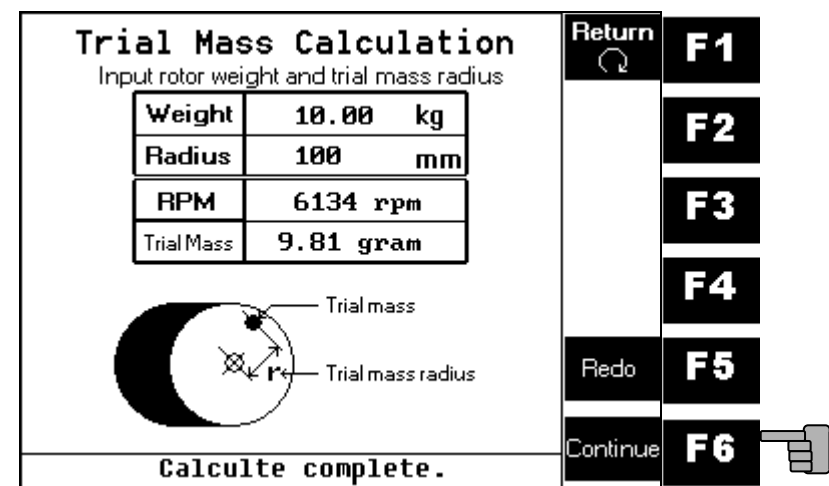 Trial Mass Calculation
Input rotor weight and trial mass radius
Weight 10.00 kg
Radius 100 mm
RPM 6134 rpm
Trial Mass 9.81 gram
Trial mass
r Trial mass radius
Calculte complete.
Return F1
F2
F3
F4
Redo F5
Continue F6